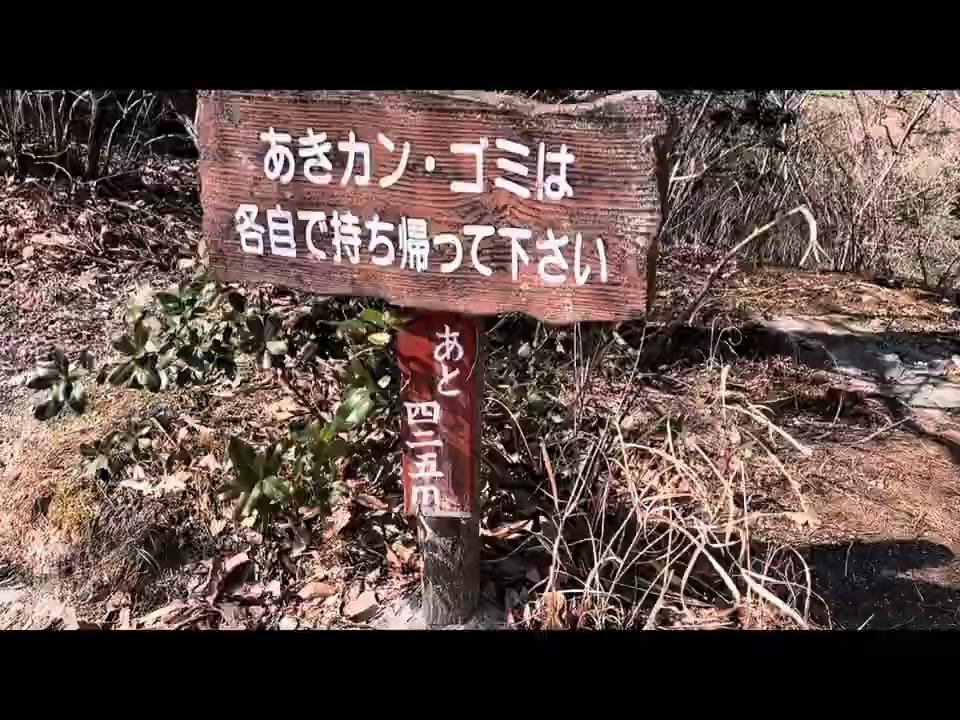 あきカン・ゴミは
各自で持ち帰って下さい
あと
四二五m